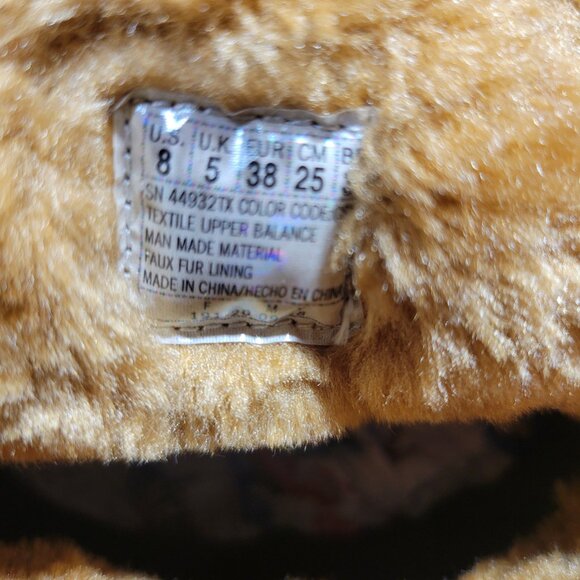 U.S. U.K EUR CM
8 5 38 25
SN 44932TX COLOR CODE:
TEXTILE UPPER BALANCE
MAN MADE MATERIAL
FAUX FUR LINING
MADE IN CHINA/HECHO EN CHINA